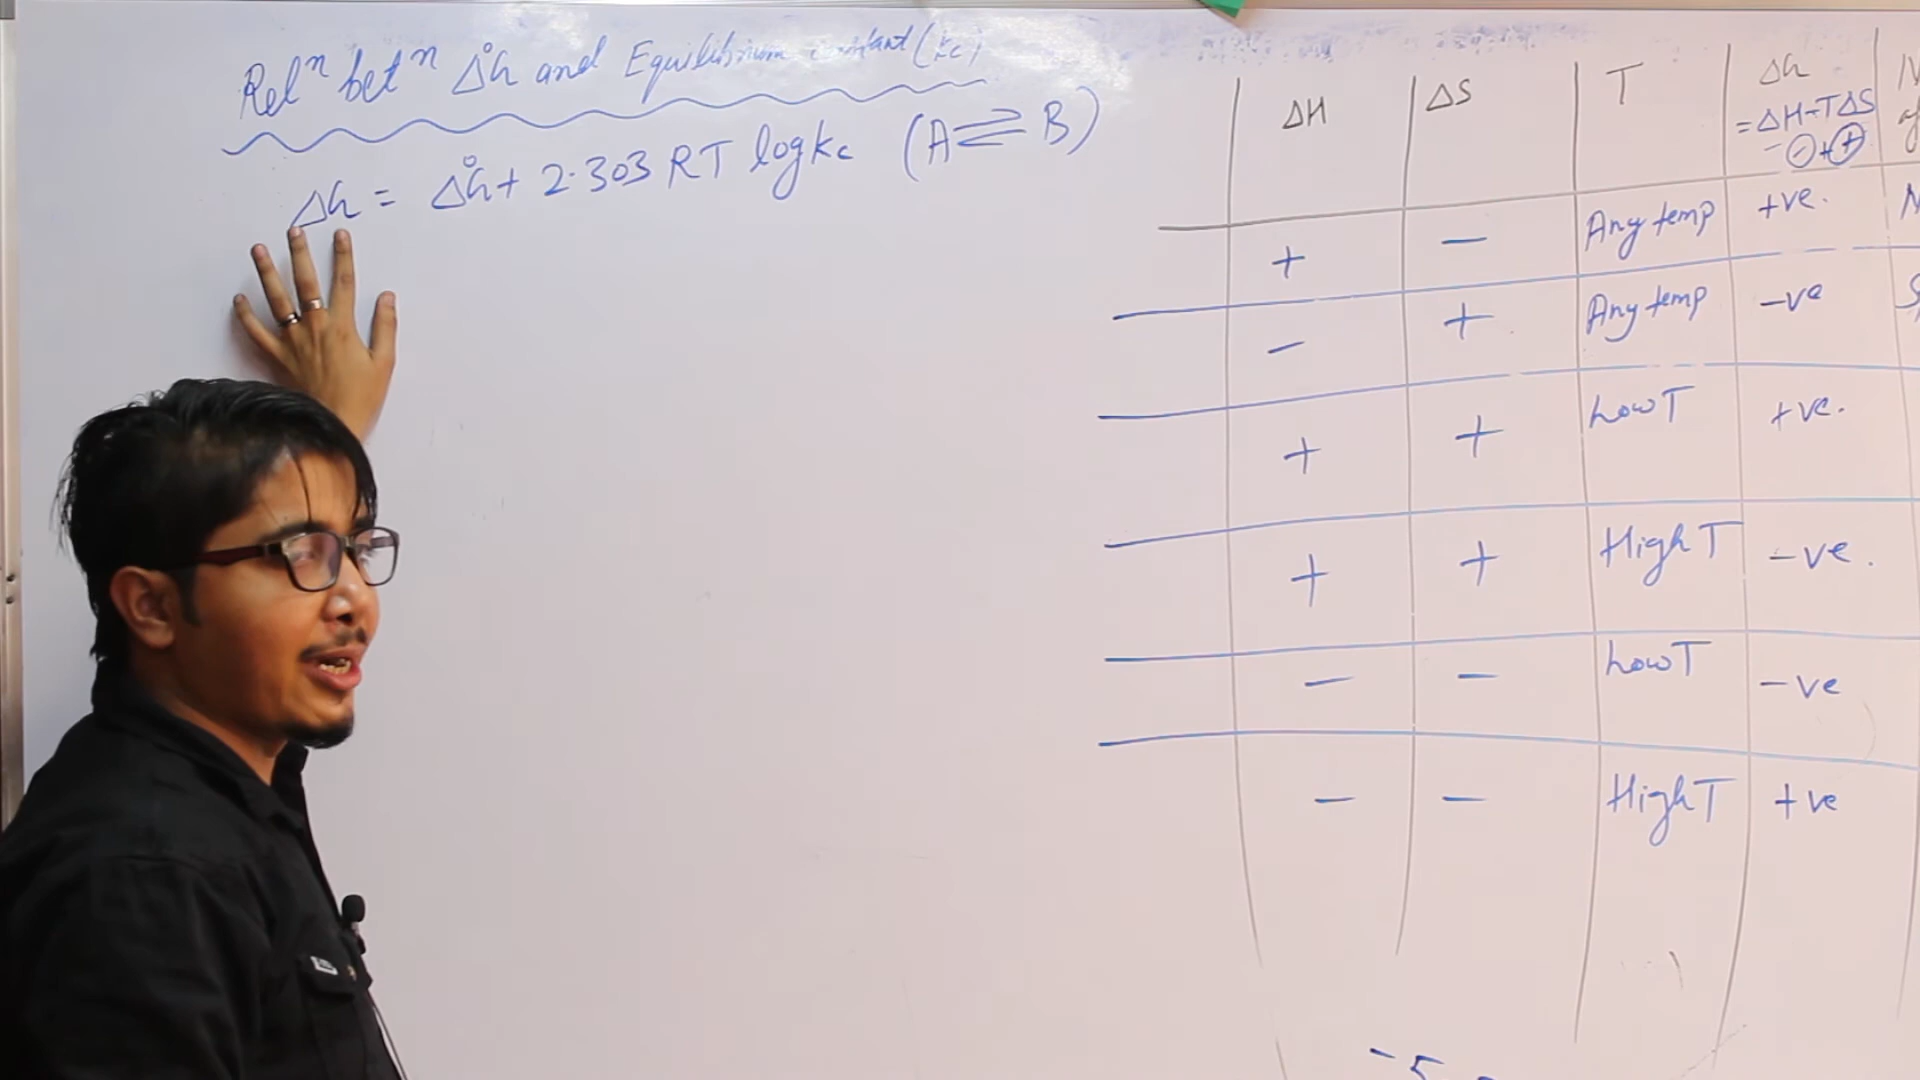 Relⁿ betⁿ ΔG° and Equilibrium constant (Kc)
ΔG = ΔG° + 2.303 RT log Kc (A ⇌ B)
ΔH ΔS T ΔG
= ΔH-TΔS
= ⊖+⊕
+ − Any temp +ve.
− + Any temp −ve
+ + Low T +ve.
+ + High T −ve.
− − Low T −ve
− − High T +ve